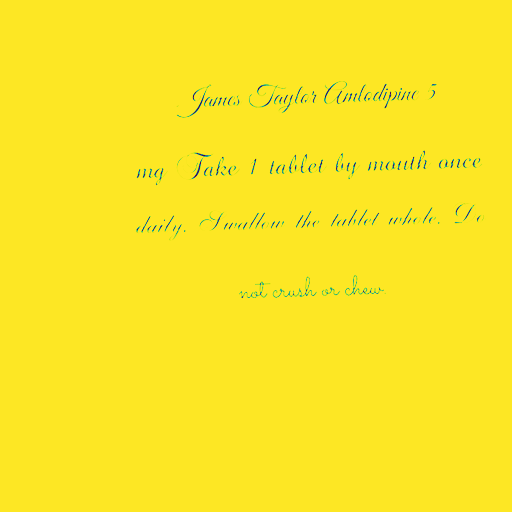 James Taylor Amlodipine 5
mg Take 1 tablet by mouth once
daily. Swallow the tablet whole. Do
not crush or chew.